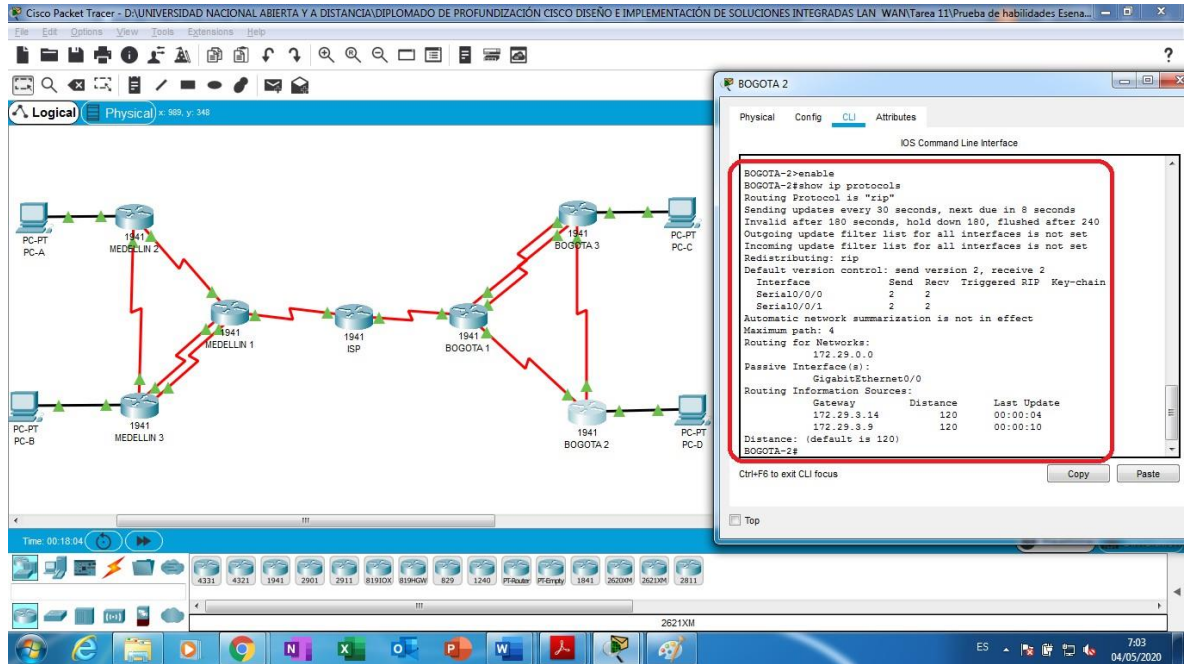 Cisco Packet Tracer - D:\UNIVERSIDAD NACIONAL ABIERTA Y A DISTANCIA\DIPLOMADO DE PROFUNDIZACIÓN CISCO DISEÑO E IMPLEMENTACIÓN DE SOLUCIONES INTEGRADAS LAN WAN\Tarea 11\Prueba de habilidades Esena...
File Edit Options View Tools Extensions Help
?
Logical Physical x: 989, y: 348
PC-PT
PC-A
1941
MEDELLIN 2
1941
MEDELLIN 1
PC-PT
PC-B
1941
MEDELLIN 3
1941
ISP
1941
BOGOTA 1
1941
BOGOTA 3
PC-PT
PC-C
1941
BOGOTA 2
PC-PT
PC-D
BOGOTA 2
Physical Config CLI Attributes
IOS Command Line Interface
BOGOTA-2>enable
BOGOTA-2#show ip protocols
Routing Protocol is "rip"
Sending updates every 30 seconds, next due in 8 seconds
Invalid after 180 seconds, hold down 180, flushed after 240
Outgoing update filter list for all interfaces is not set
Incoming update filter list for all interfaces is not set
Redistributing: rip
Default version control: send version 2, receive 2
Interface Send Recv Triggered RIP Key-chain
Serial0/0/0 2 2
Serial0/0/1 2 2
Automatic network summarization is not in effect
Maximum path: 4
Routing for Networks:
172.29.0.0
Passive Interface(s):
GigabitEthernet0/0
Routing Information Sources:
Gateway Distance Last Update
172.29.3.14 120 00:00:04
172.29.3.9 120 00:00:10
Distance: (default is 120)
BOGOTA-2#
Ctrl+F6 to exit CLI focus
Copy Paste
Top
Time: 00:18:04
4331 4321 1941 2901 2911 819IOX 819HGW 829 1240 PT-Router PT-Empty 1841 2620XM 2621XM 2811
2621XM
ES
7:03
04/05/2020